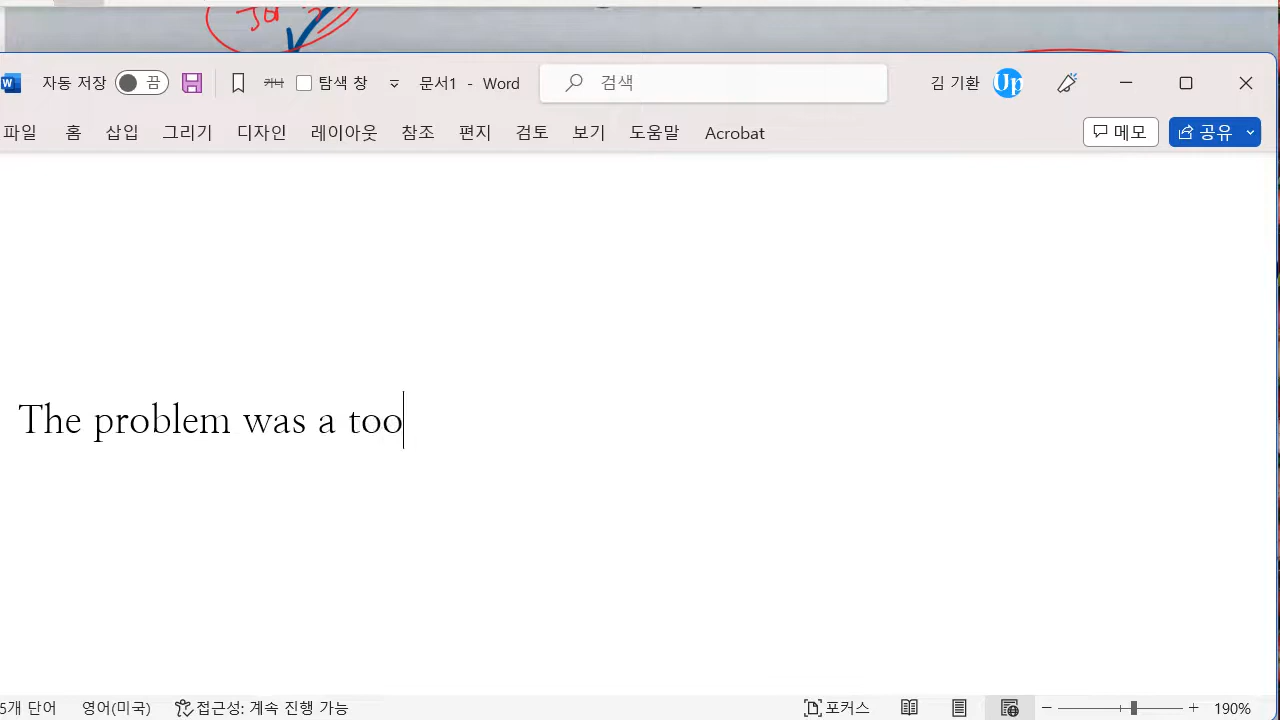 자동 저장 끔 가나 탐색 창 문서1 - Word 검색 김 기환 Up
파일 홈 삽입 그리기 디자인 레이아웃 참조 편지 검토 보기 도움말 Acrobat 메모 공유
The problem was a too
5개 단어 영어(미국) 접근성: 계속 진행 가능 포커스 190%